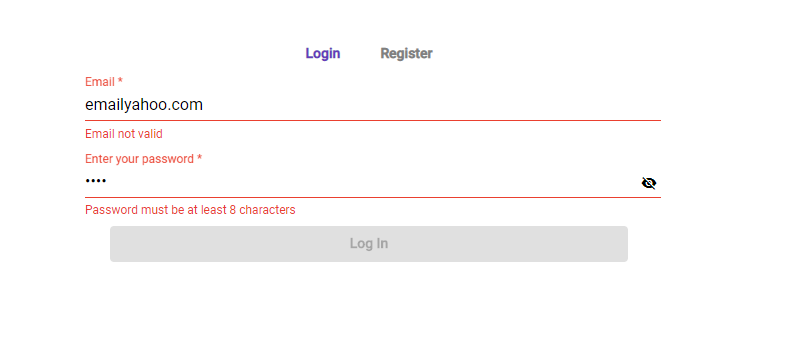 Login Register
Email *
emailyahoo.com
Email not valid
Enter your password *
••••
Password must be at least 8 characters
Log In